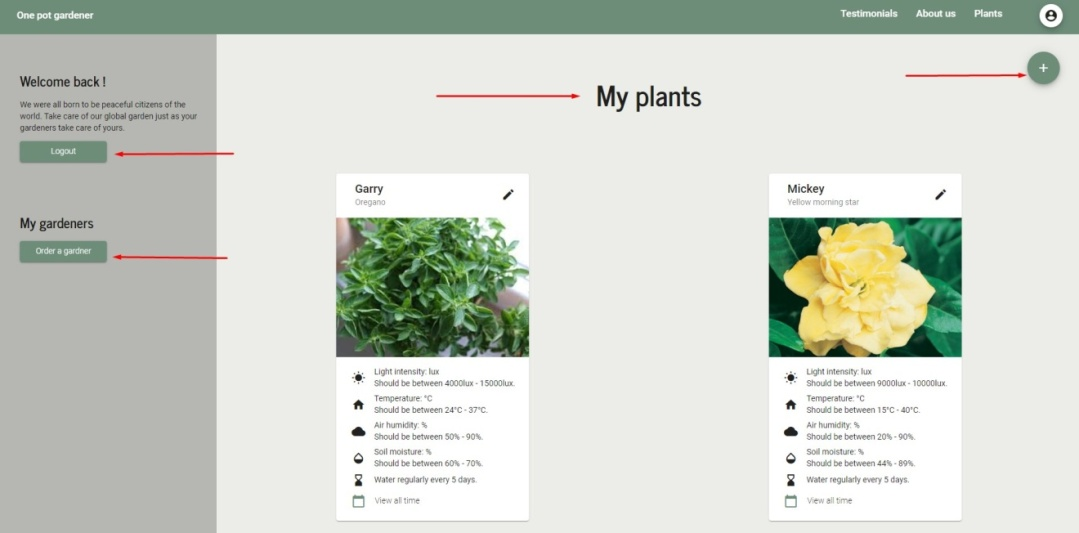 One pot gardener
Testimonials About us Plants
Welcome back !
We were all born to be peaceful citizens of the
world. Take care of our global garden just as your
gardeners take care of yours.
Logout
My gardeners
Order a gardner
+
My plants
Garry
Oregano
Light intensity: lux
Should be between 4000lux - 15000lux.
Temperature: °C
Should be between 24°C - 37°C.
Air humidity: %
Should be between 50% - 90%.
Soil moisture: %
Should be between 60% - 70%.
Water regularly every 5 days.
View all time
Mickey
Yellow morning star
Light intensity: lux
Should be between 9000lux - 10000lux.
Temperature: °C
Should be between 15°C - 40°C.
Air humidity: %
Should be between 20% - 90%.
Soil moisture: %
Should be between 44% - 89%.
Water regularly every 5 days.
View all time